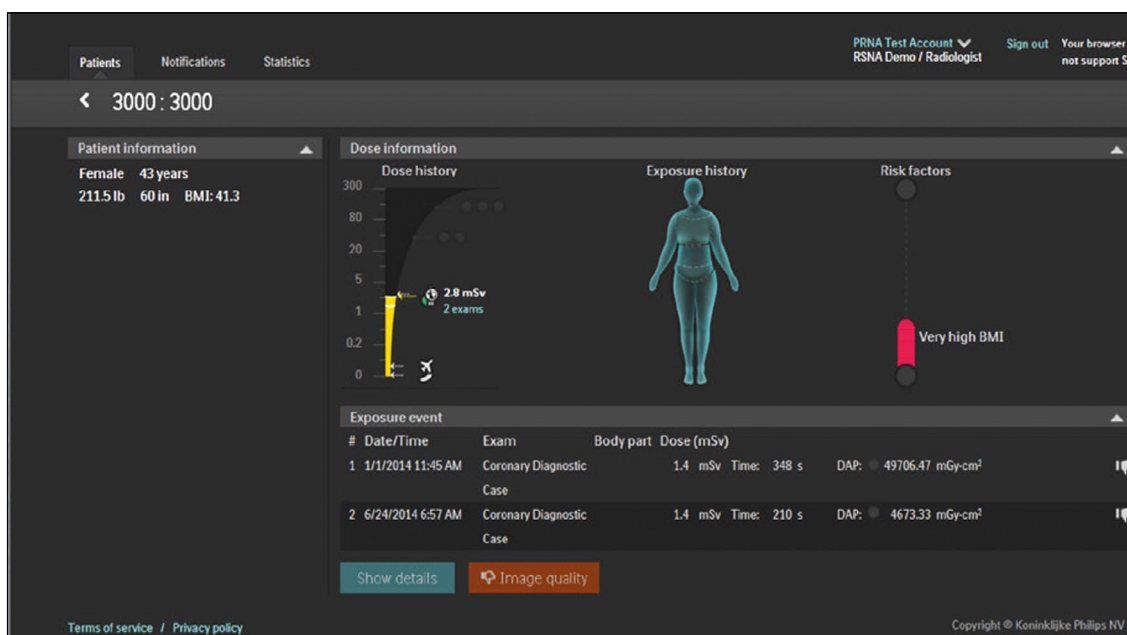 PRNA Test Account
Sign out
Your browser
Patients
Notifications
Statistics
RSNA Demo / Radiologist
not support S
3000 : 3000
Patient information
Dose information
Female 43 years
211.5 lb 60 in BMI: 41.3
Dose history
Exposure history
Risk factors
300
80
20
5
1
0.2
0
2.8 mSv
2 exams
Very high BMI
Exposure event
# Date/Time Exam Body part Dose (mSv)
1 1/1/2014 11:45 AM Coronary Diagnostic 1.4 mSv Time: 348 s DAP: 49706.47 mGy·cm²
Case
2 6/24/2014 6:57 AM Coronary Diagnostic 1.4 mSv Time: 210 s DAP: 4673.33 mGy·cm²
Case
Show details
Image quality
Terms of service / Privacy policy
Copyright © Koninklijke Philips NV